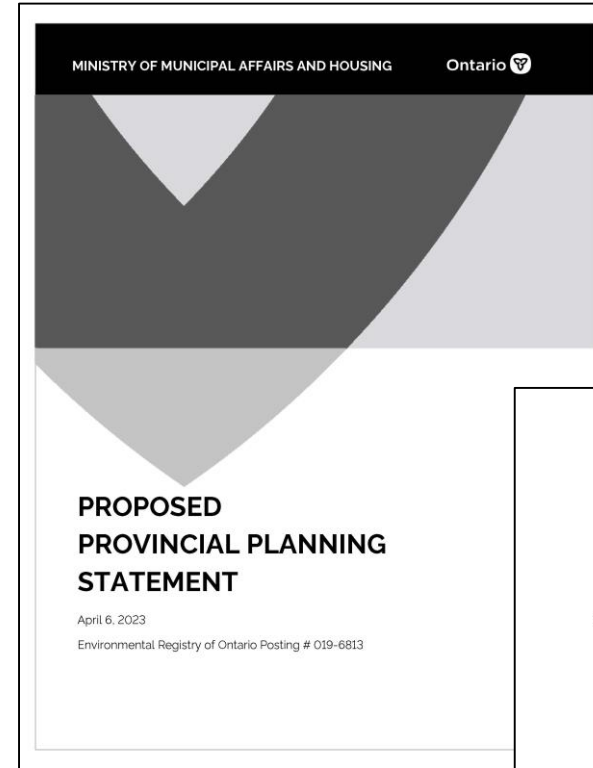 MINISTRY OF MUNICIPAL AFFAIRS AND HOUSING
Ontario
PROPOSED
PROVINCIAL PLANNING
STATEMENT
April 6, 2023
Environmental Registry of Ontario Posting # 019-6813